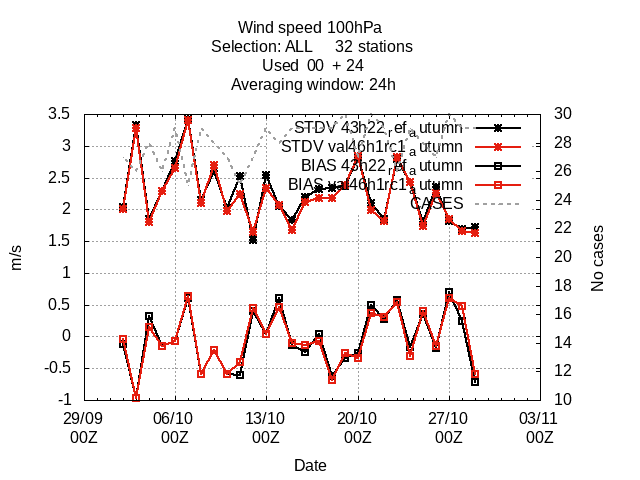 Wind speed 100hPa
Selection: ALL 32 stations
Used 00 + 24
Averaging window: 24h
3.5
3
2.5
2
1.5
1
0.5
0
-0.5
-1
m/s
STDV 43h22_ref_autumn
STDV val46h1rc1_autumn
BIAS 43h22_ref_autumn
BIAS val46h1rc1_autumn
CASES
30
28
26
24
22
20
18
16
14
12
10
No cases
29/09 06/10 13/10 20/10 27/10 03/11
00Z 00Z 00Z 00Z 00Z 00Z
Date